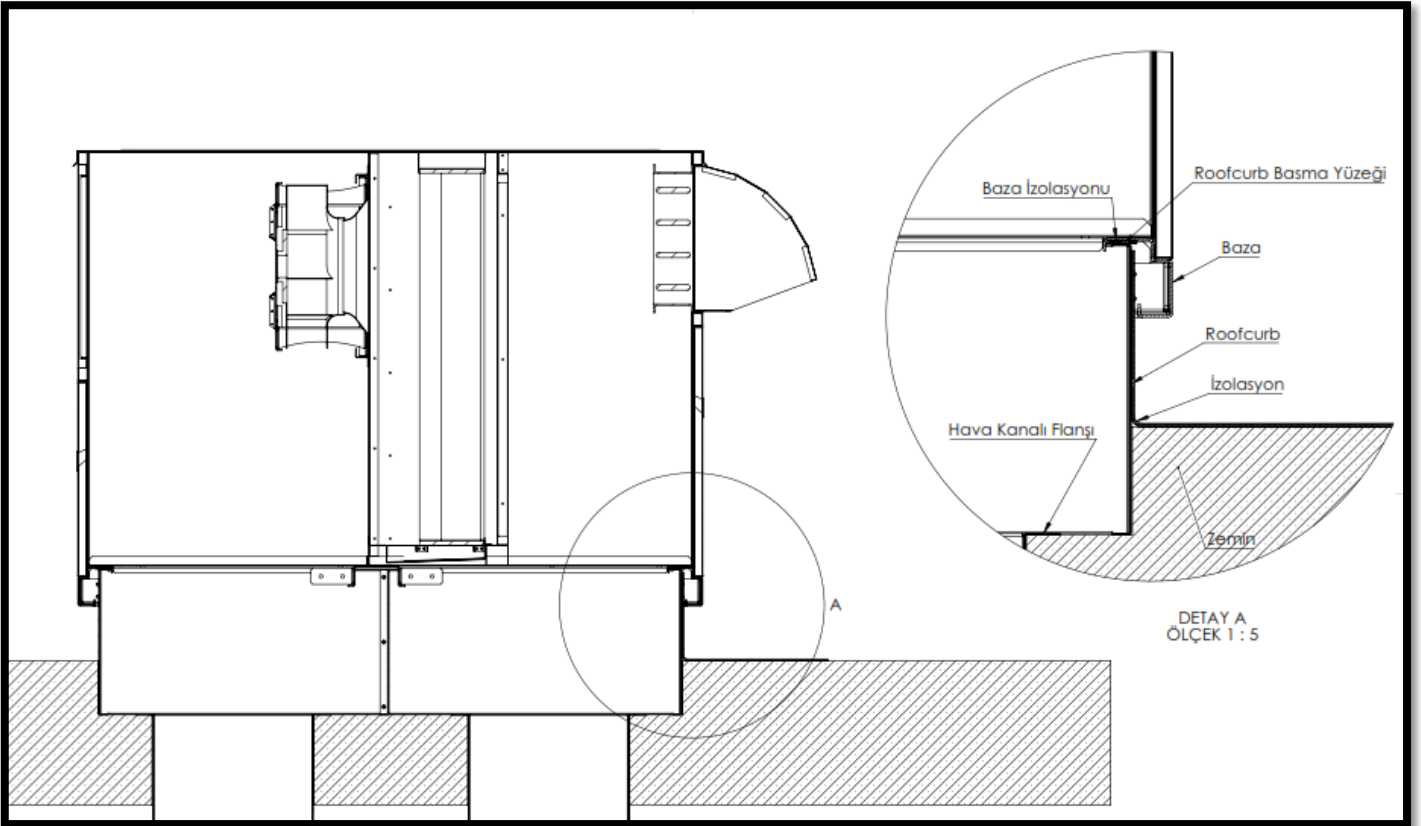 Roofcurb Basma Yüzeği
Baza İzolasyonu
Baza
Roofcurb
İzolasyon
Hava Kanalı Flanşı
Zemin
A
DETAY A
ÖLÇEK 1 : 5